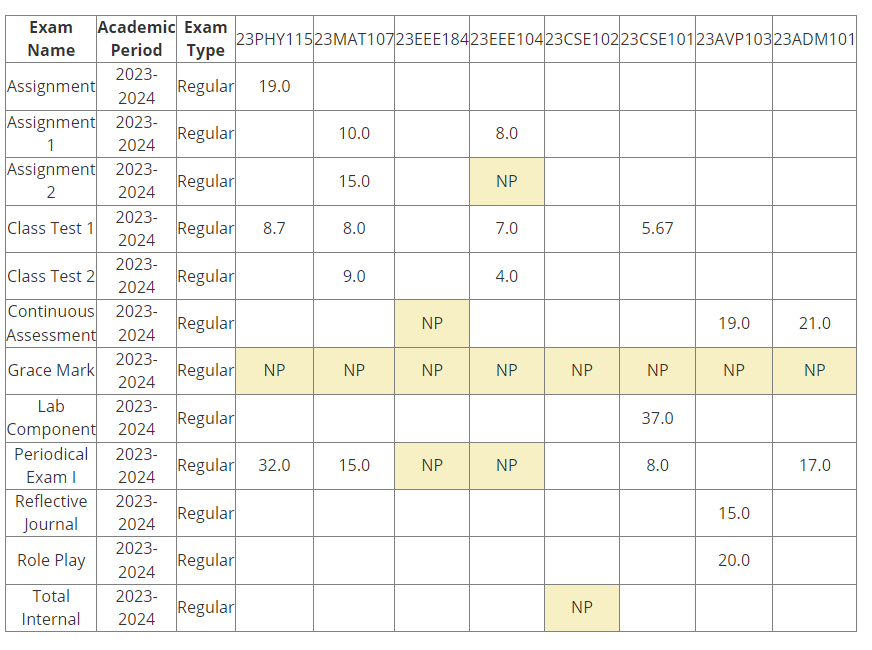 Exam Name Academic Period Exam Type 23PHY115 23MAT107 23EEE184 23EEE104 23CSE102 23CSE101 23AVP103 23ADM101
Assignment 2023-2024 Regular 19.0
Assignment 1 2023-2024 Regular 10.0 8.0
Assignment 2 2023-2024 Regular 15.0 NP
Class Test 1 2023-2024 Regular 8.7 8.0 7.0 5.67
Class Test 2 2023-2024 Regular 9.0 4.0
Continuous Assessment 2023-2024 Regular NP 19.0 21.0
Grace Mark 2023-2024 Regular NP NP NP NP NP NP NP NP
Lab Component 2023-2024 Regular 37.0
Periodical Exam I 2023-2024 Regular 32.0 15.0 NP NP 8.0 17.0
Reflective Journal 2023-2024 Regular 15.0
Role Play 2023-2024 Regular 20.0
Total Internal 2023-2024 Regular NP